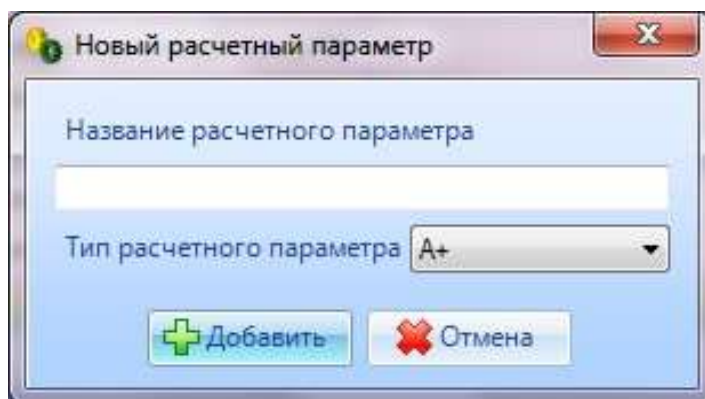 Новый расчетный параметр
Название расчетного параметра
Тип расчетного параметра A+
Добавить Отмена